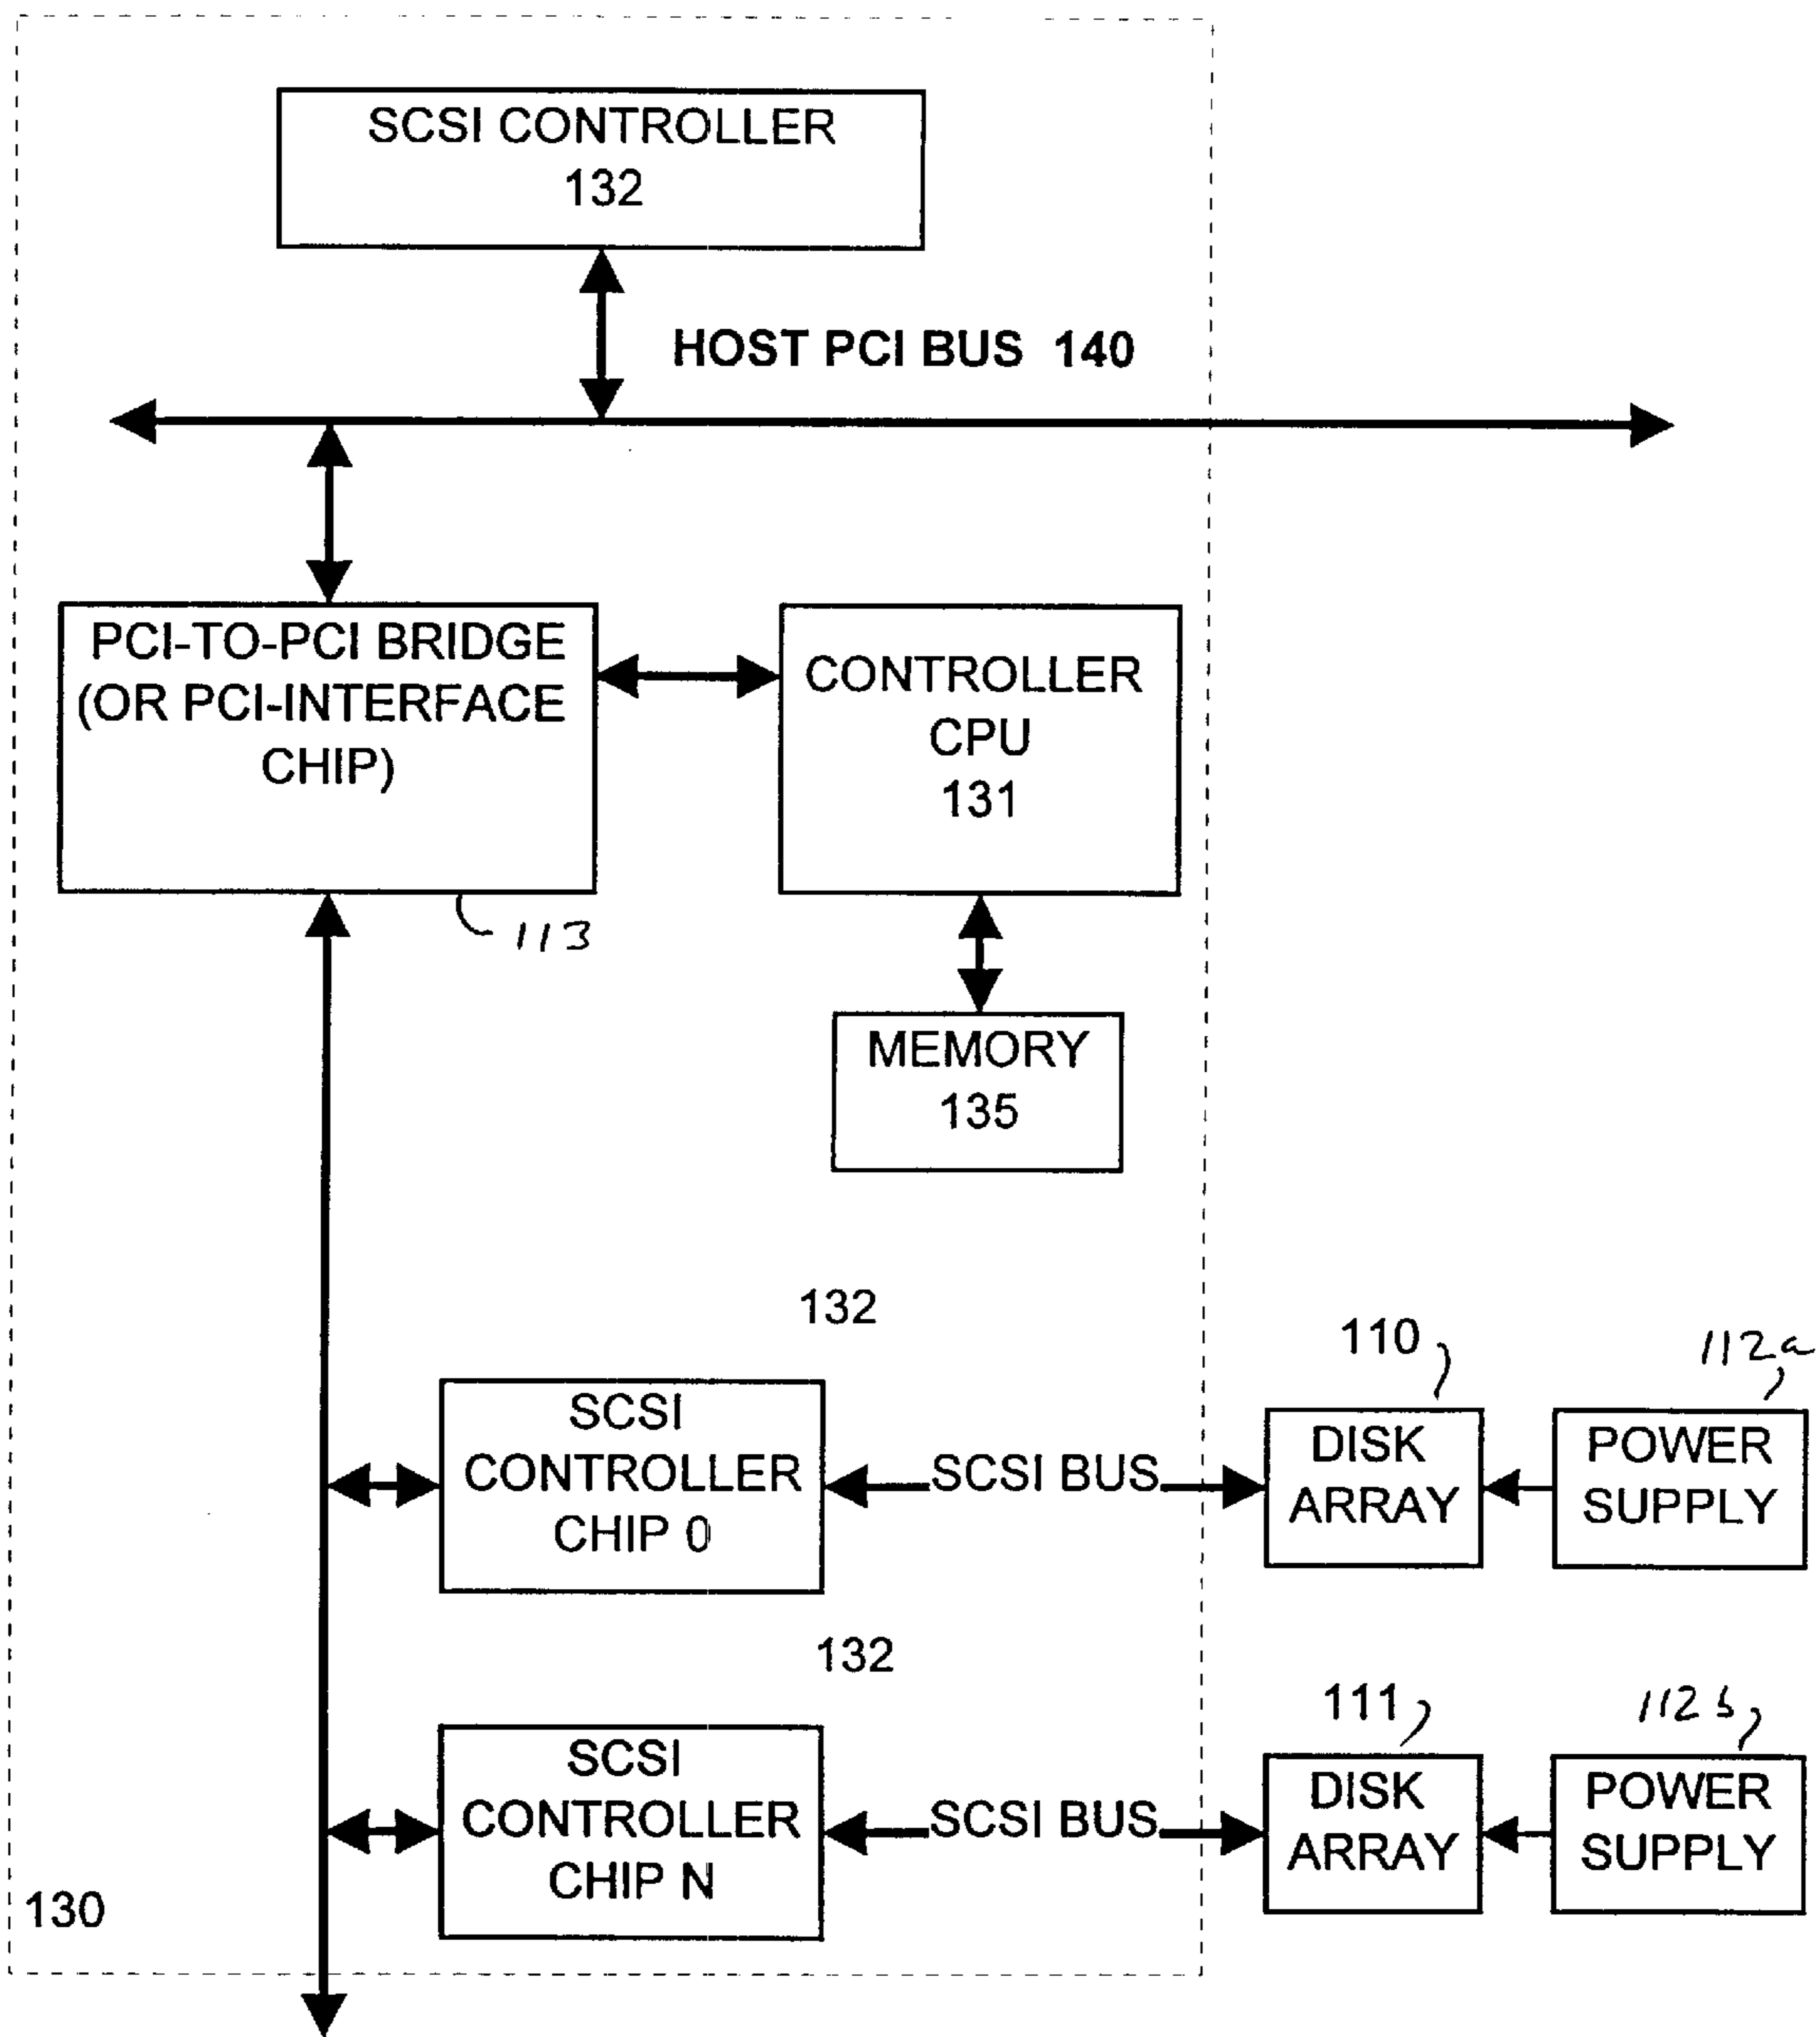 SCSI CONTROLLER
132
HOST PCI BUS 140
PCI-TO-PCI BRIDGE
(OR PCI-INTERFACE
CHIP)
113
CONTROLLER
CPU
131
MEMORY
135
132
SCSI
CONTROLLER
CHIP 0
SCSI BUS
110
DISK
ARRAY
112a
POWER
SUPPLY
132
SCSI
CONTROLLER
CHIP N
SCSI BUS
111
DISK
ARRAY
112b
POWER
SUPPLY
130